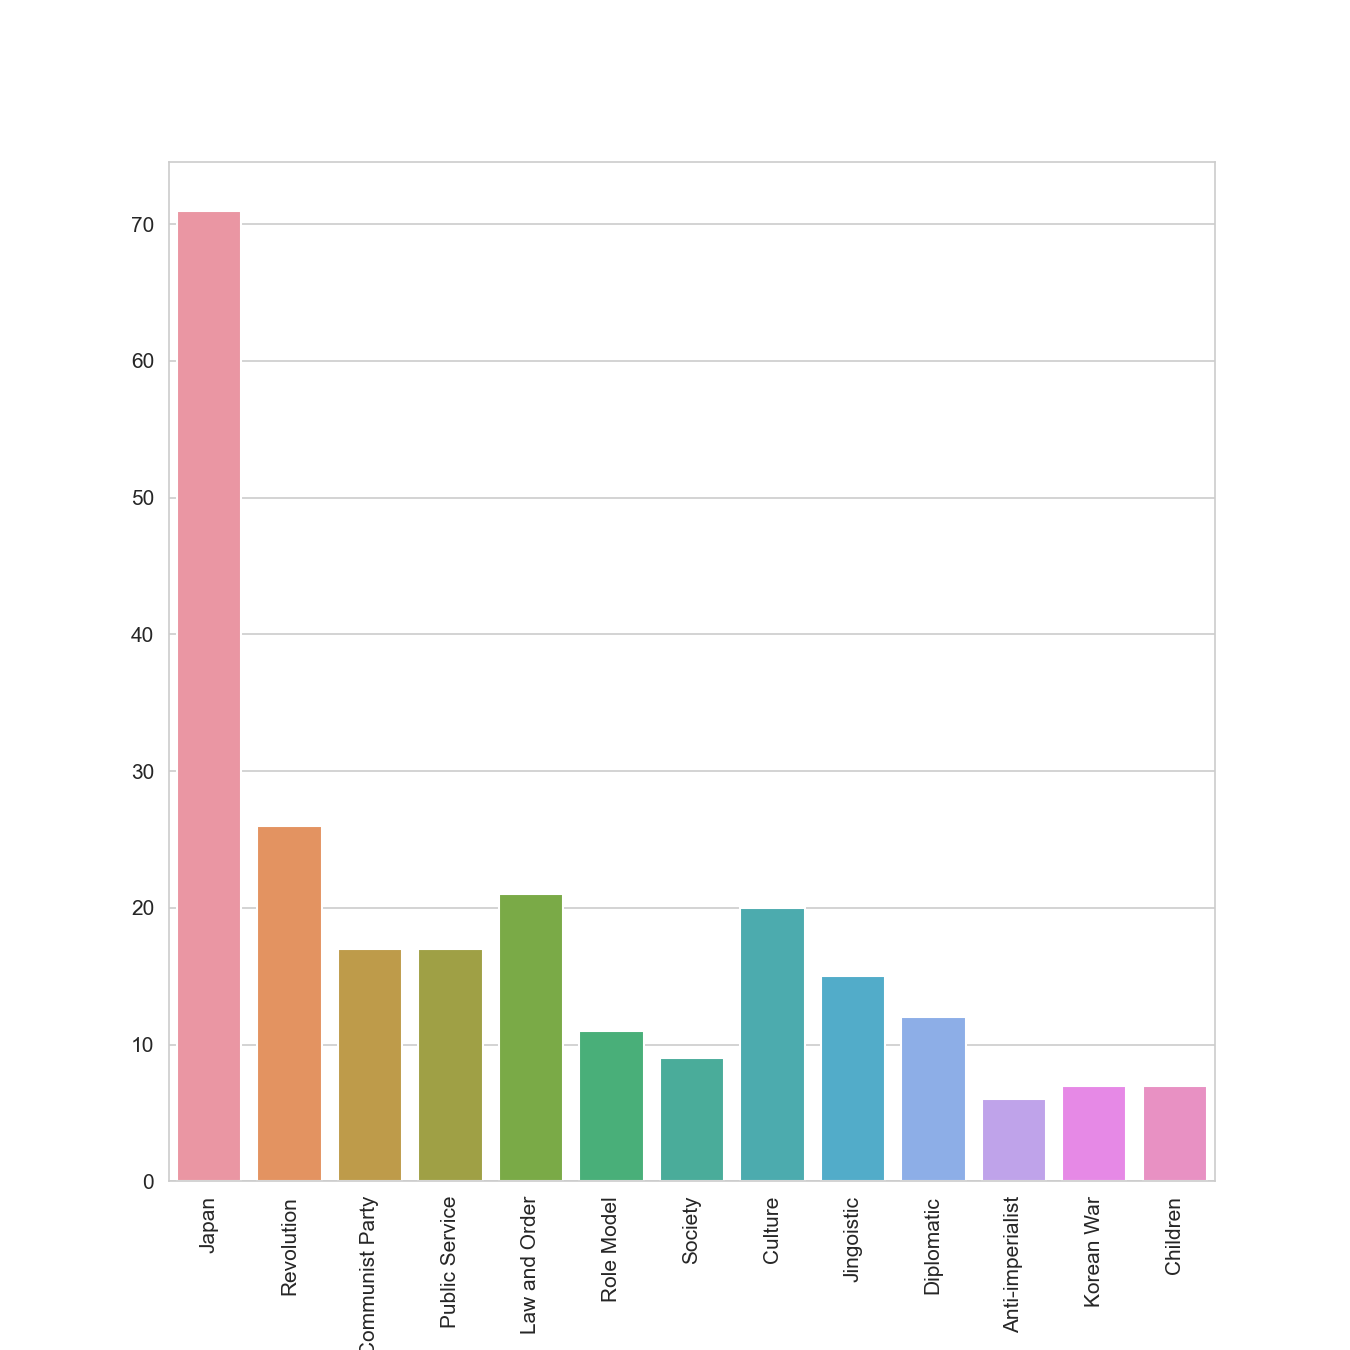 70
60
50
40
30
20
10
0
Japan
Revolution
Communist Party
Public Service
Law and Order
Role Model
Society
Culture
Jingoistic
Diplomatic
Anti-imperialist
Korean War
Children